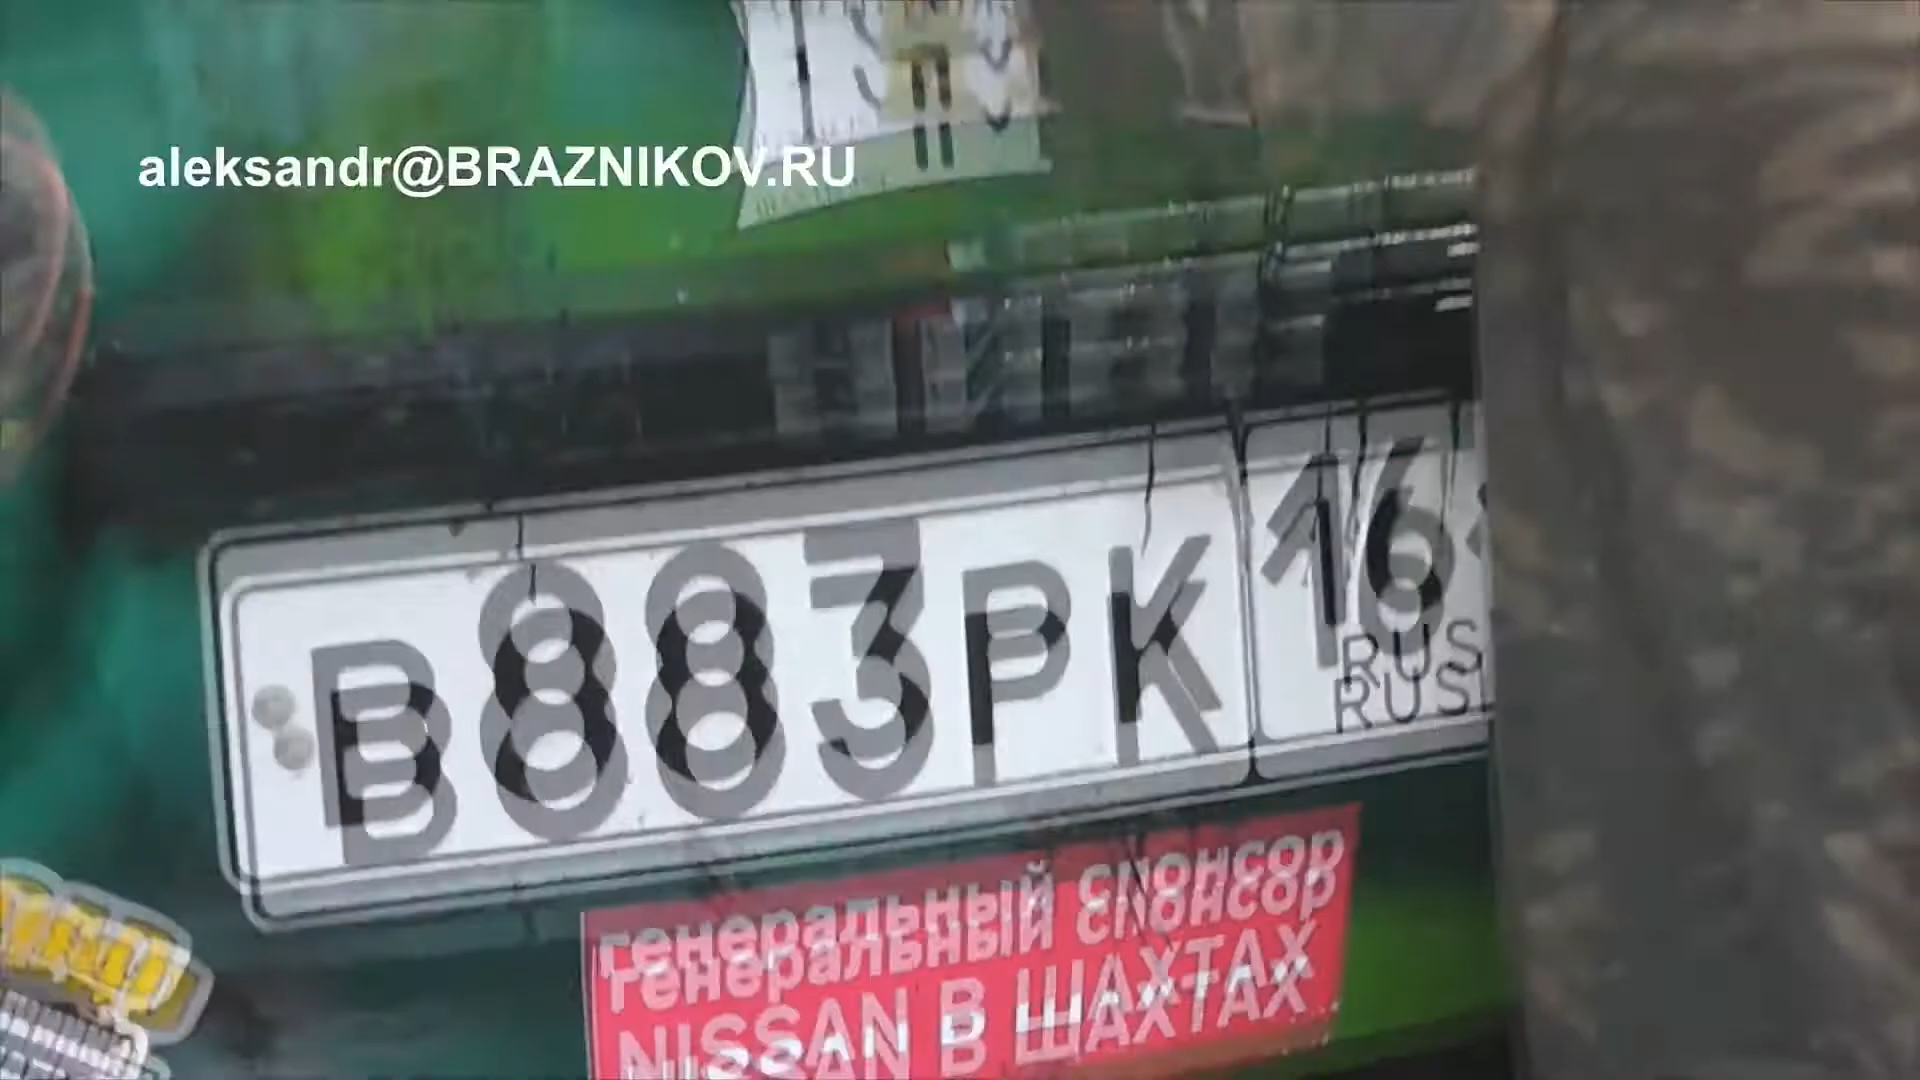 aleksandr@BRAZNIKOV.RU
В883РК 16
RUS
генеральный спонсор
NISSAN В ШАХТАХ